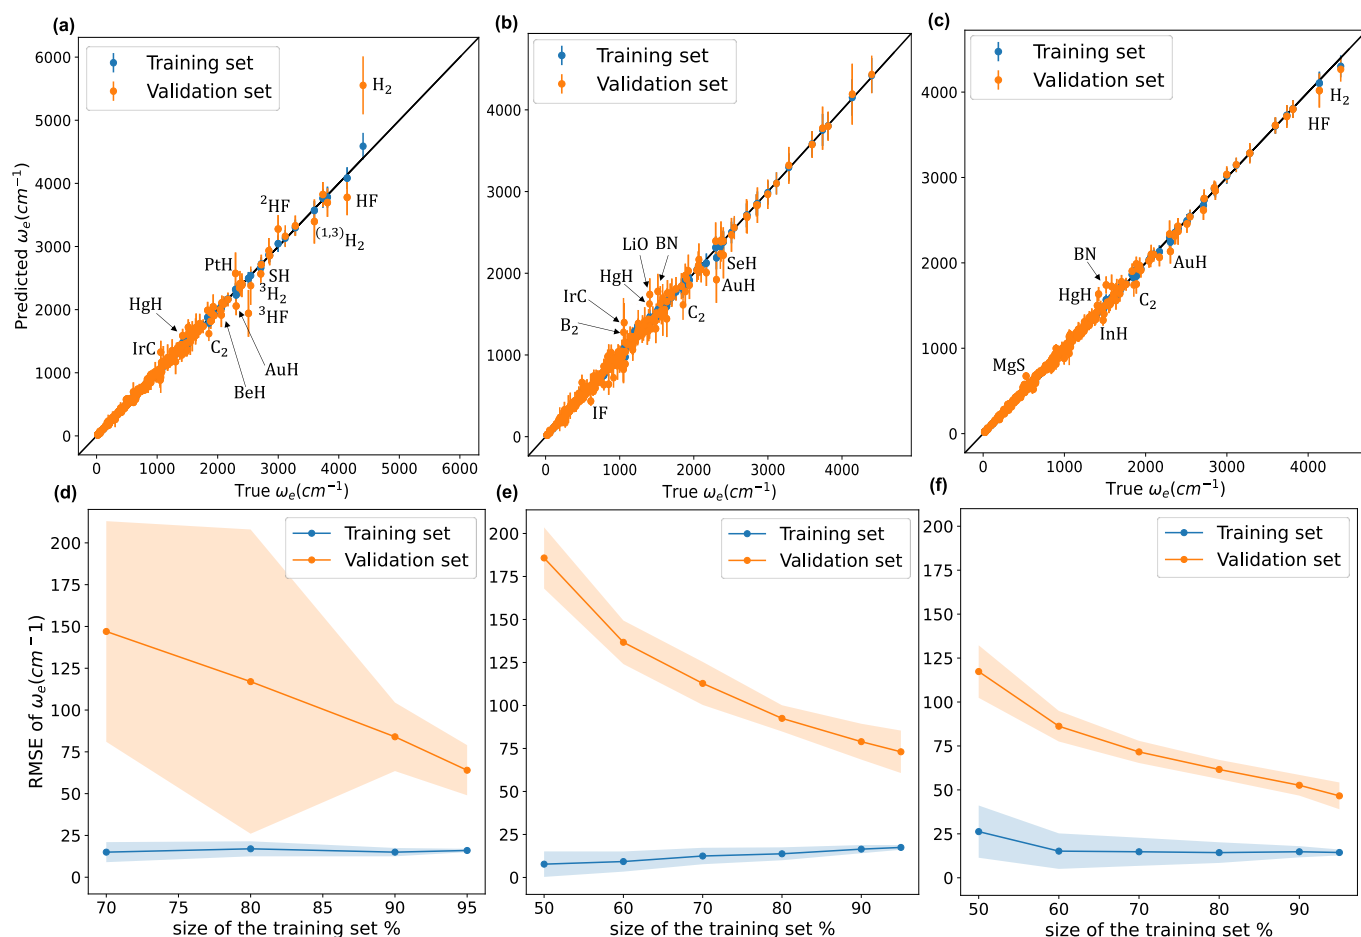 (a)
Training set
Validation set
H₂
²HF
HF
⁽¹,³⁾H₂
PtH
SH
³H₂
³HF
HgH
IrC
C₂
AuH
BeH
Predicted ωₑ(cm⁻¹)
6000
5000
4000
3000
2000
1000
0
0 1000 2000 3000 4000 5000 6000
True ωₑ(cm⁻¹)
(b)
Training set
Validation set
LiO
BN
HgH
SeH
IrC
AuH
B₂
C₂
IF
4000
3000
2000
1000
0
0 1000 2000 3000 4000
True ωₑ(cm⁻¹)
(c)
Training set
Validation set
H₂
HF
BN
AuH
HgH
C₂
InH
MgS
4000
3000
2000
1000
0
0 1000 2000 3000 4000
True ωₑ(cm⁻¹)
(d)
Training set
Validation set
RMSE of ωₑ(cm⁻1)
200
175
150
125
100
75
50
25
0
70 75 80 85 90 95
size of the training set %
(e)
Training set
Validation set
200
175
150
125
100
75
50
25
0
50 60 70 80 90
size of the training set %
(f)
Training set
Validation set
200
175
150
125
100
75
50
25
0
50 60 70 80 90
size of the training set %